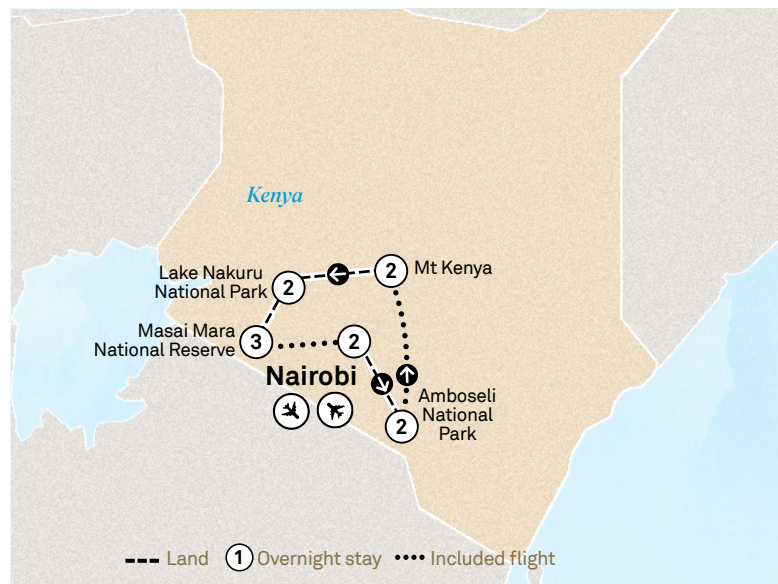 Kenya
Lake Nakuru
National Park
2
2
Mt Kenya
Masai Mara
National Reserve
3
2
Nairobi
Amboseli
National
Park
2
Land
1
Overnight stay
Included flight